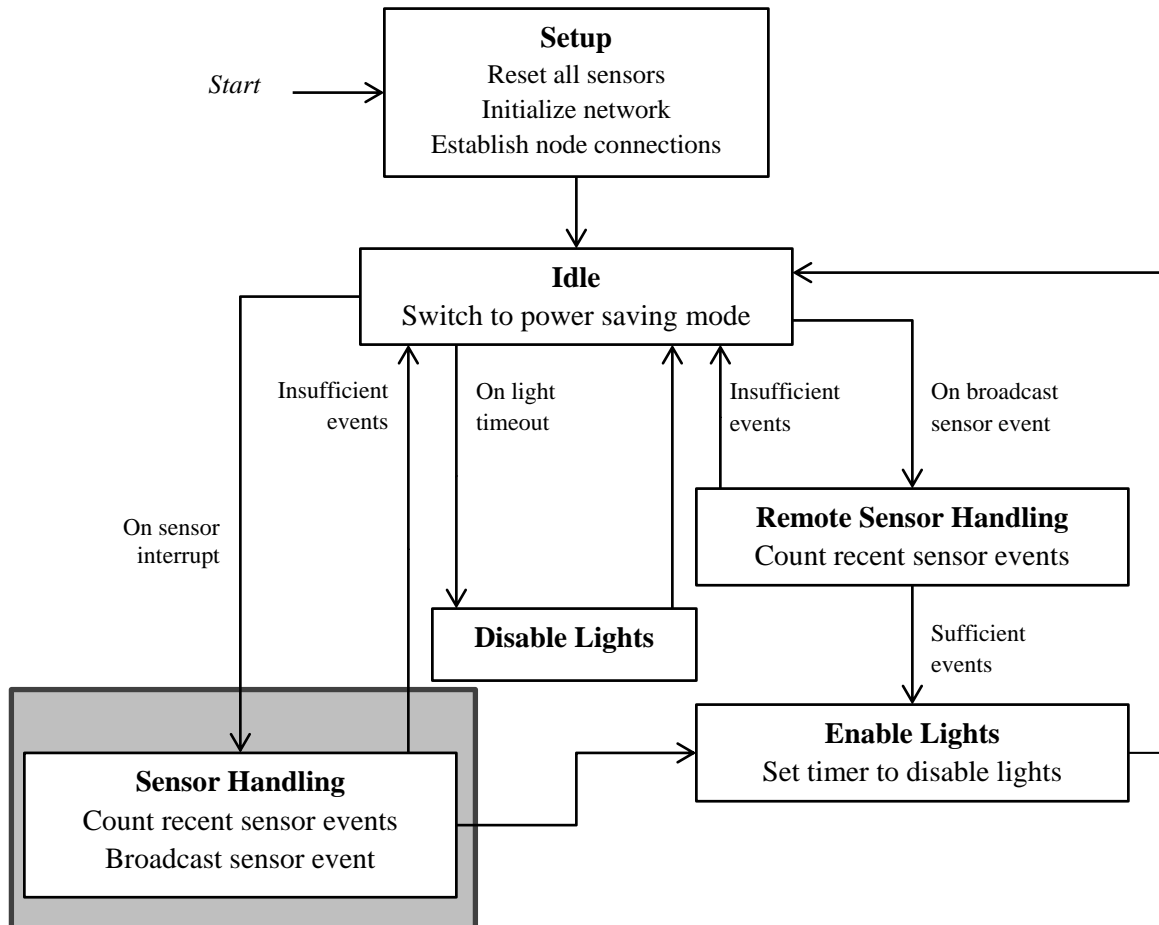 Setup
Reset all sensors
Initialize network
Establish node connections
Start
Idle
Switch to power saving mode
Insufficient
events
On light
timeout
Insufficient
events
On broadcast
sensor event
On sensor
interrupt
Remote Sensor Handling
Count recent sensor events
Disable Lights
Sufficient
events
Enable Lights
Set timer to disable lights
Sensor Handling
Count recent sensor events
Broadcast sensor event